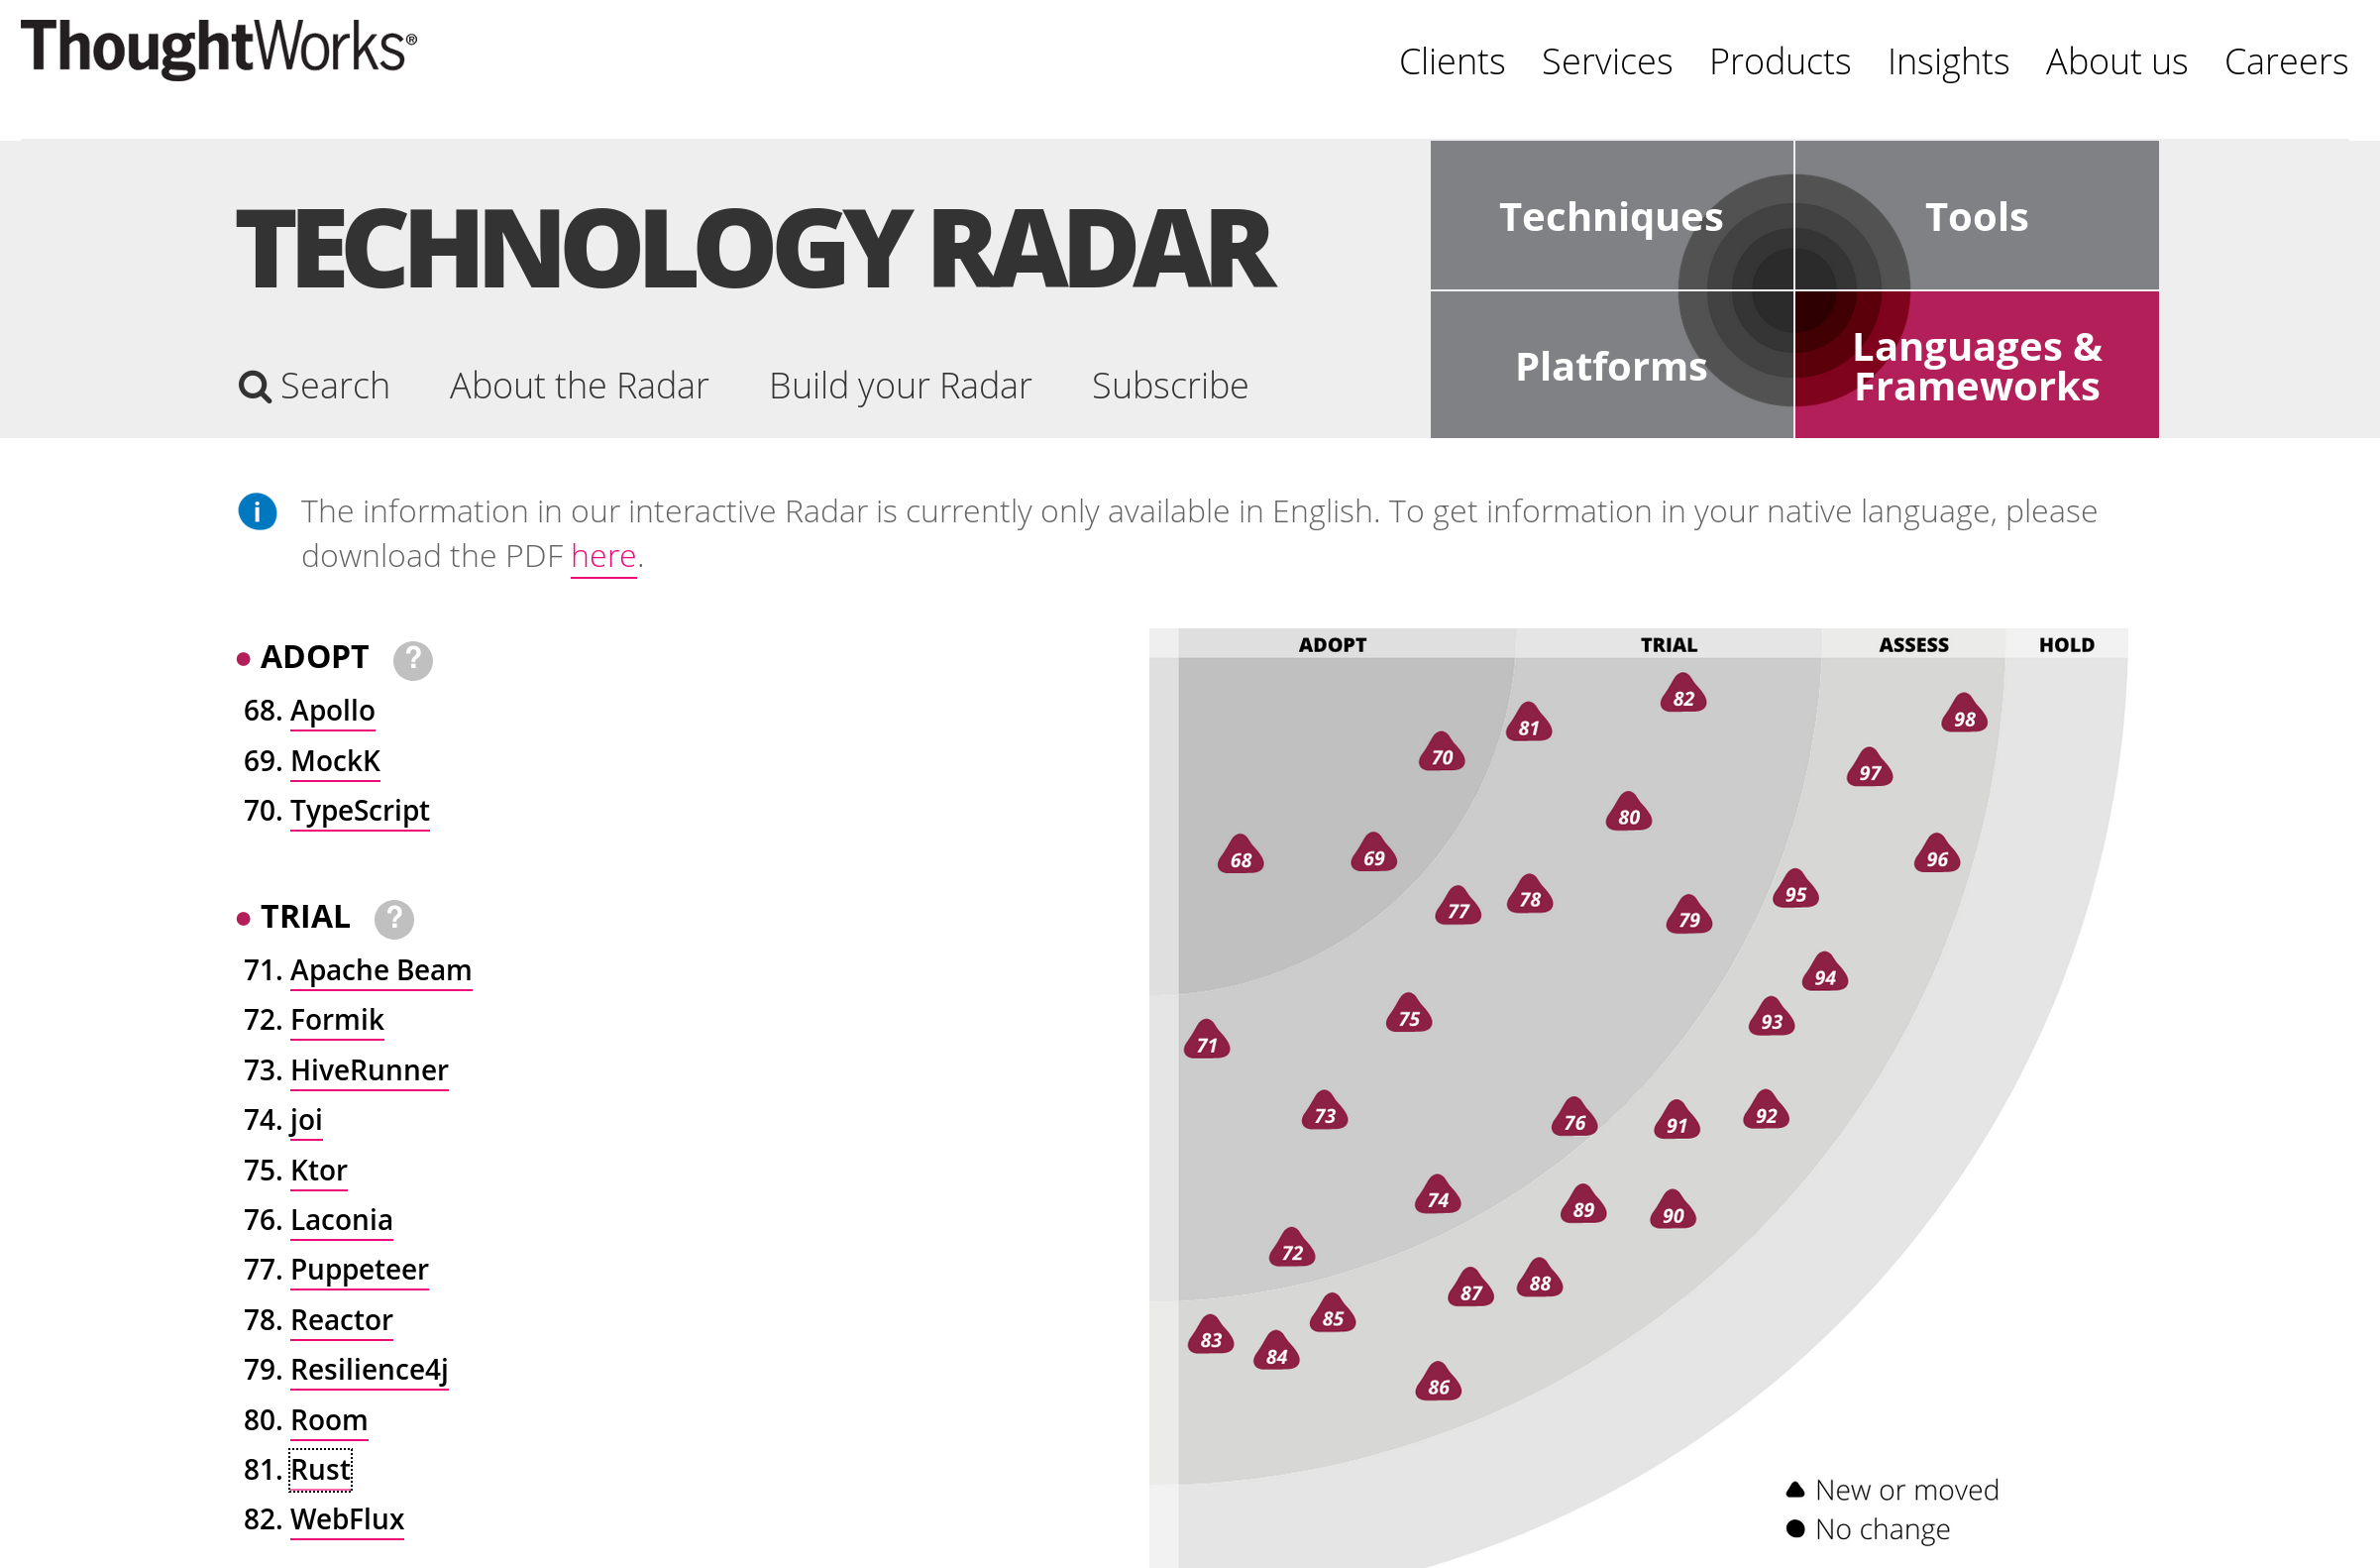 ThoughtWorks®
Clients Services Products Insights About us Careers
TECHNOLOGY RADAR
Search About the Radar Build your Radar Subscribe
Techniques
Tools
Platforms
Languages &
Frameworks
i
The information in our interactive Radar is currently only available in English. To get information in your native language, please
download the PDF here.
ADOPT ?
68. Apollo
69. MockK
70. TypeScript
TRIAL ?
71. Apache Beam
72. Formik
73. HiveRunner
74. joi
75. Ktor
76. Laconia
77. Puppeteer
78. Reactor
79. Resilience4j
80. Room
81. Rust
82. WebFlux
ADOPT TRIAL ASSESS HOLD
82
98
81
70
97
80
68
69
96
95
78
77
79
94
75
93
71
73
76
91
92
74
89
90
72
88
87
85
83
84
86
New or moved
No change